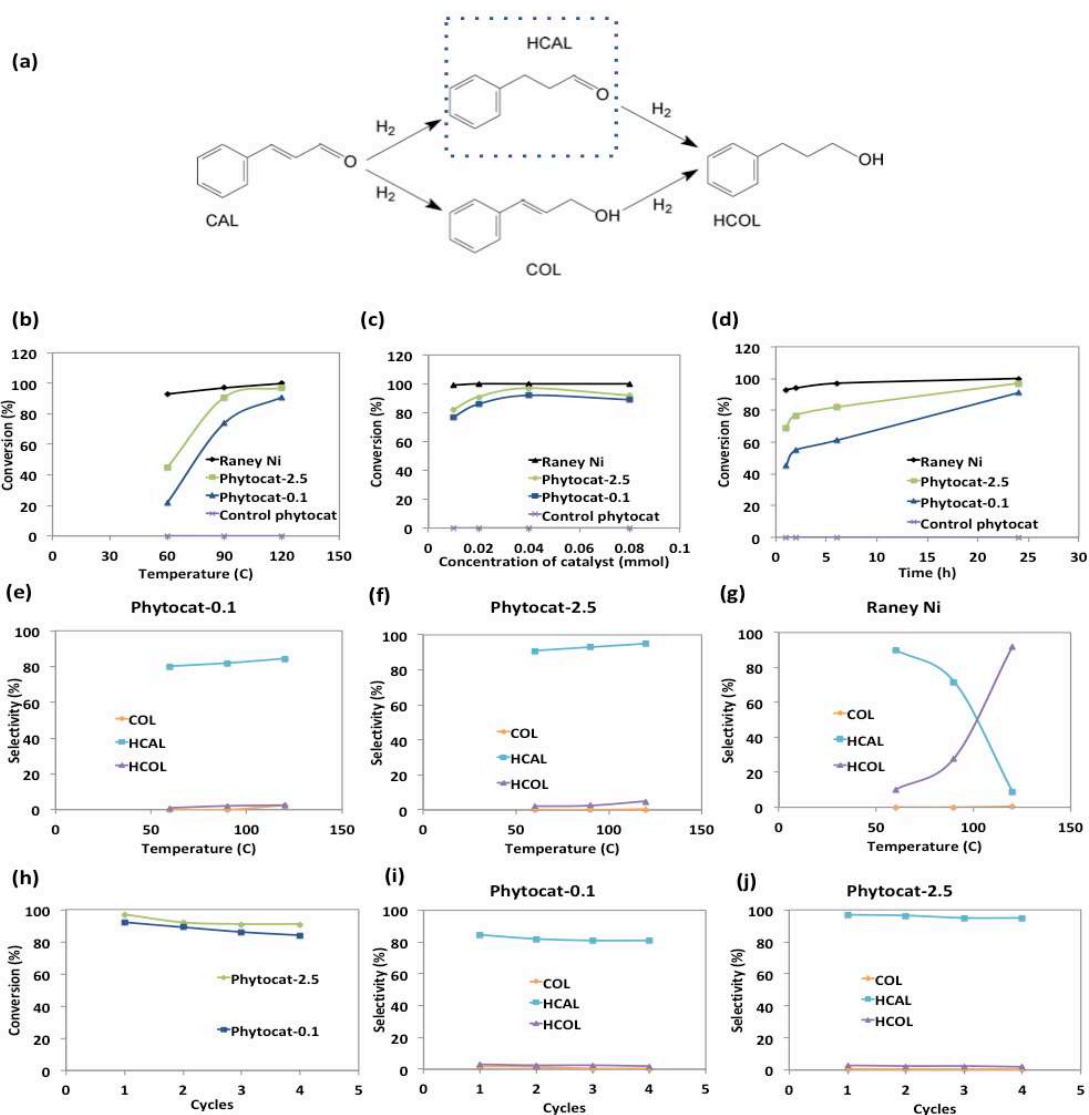 (a)
HCAL
O
H2
H2
O
CAL
H2
OH
HCOL
OH
H2
COL
(b)
120
100
80
60
40
20
0
Conversion (%)
Raney Ni
Phytocat-2.5
Phytocat-0.1
Control phytocat
0 30 60 90 120 150
Temperature (C)
(c)
120
100
80
60
40
20
0
Conversion (%)
Raney Ni
Phytocat-2.5
Phytocat-0.1
Control phytocat
0 0.02 0.04 0.06 0.08 0.1
Concentration of catalyst (mmol)
(d)
120
100
80
60
40
20
0
Conversion (%)
Raney Ni
Phytocat-2.5
Phytocat-0.1
Control phytocat
0 5 10 15 20 25 30
Time (h)
(e)
Phytocat-0.1
100
80
60
40
20
0
Selectivity (%)
COL
HCAL
HCOL
0 50 100 150
Temperature (C)
(f)
Phytocat-2.5
100
80
60
40
20
0
Selectivity (%)
COL
HCAL
HCOL
0 50 100 150
Temperature (C)
(g)
Raney Ni
100
80
60
40
20
0
Selectivity (%)
COL
HCAL
HCOL
0 50 100 150
Temperature (C)
(h)
100
80
60
40
20
0
Conversion (%)
Phytocat-2.5
Phytocat-0.1
0 1 2 3 4 5
Cycles
(i)
Phytocat-0.1
100
80
60
40
20
0
Selectivity (%)
COL
HCAL
HCOL
0 1 2 3 4 5
Cycles
(j)
Phytocat-2.5
100
80
60
40
20
0
Selectivity (%)
COL
HCAL
HCOL
0 1 2 3 4 5
Cycles